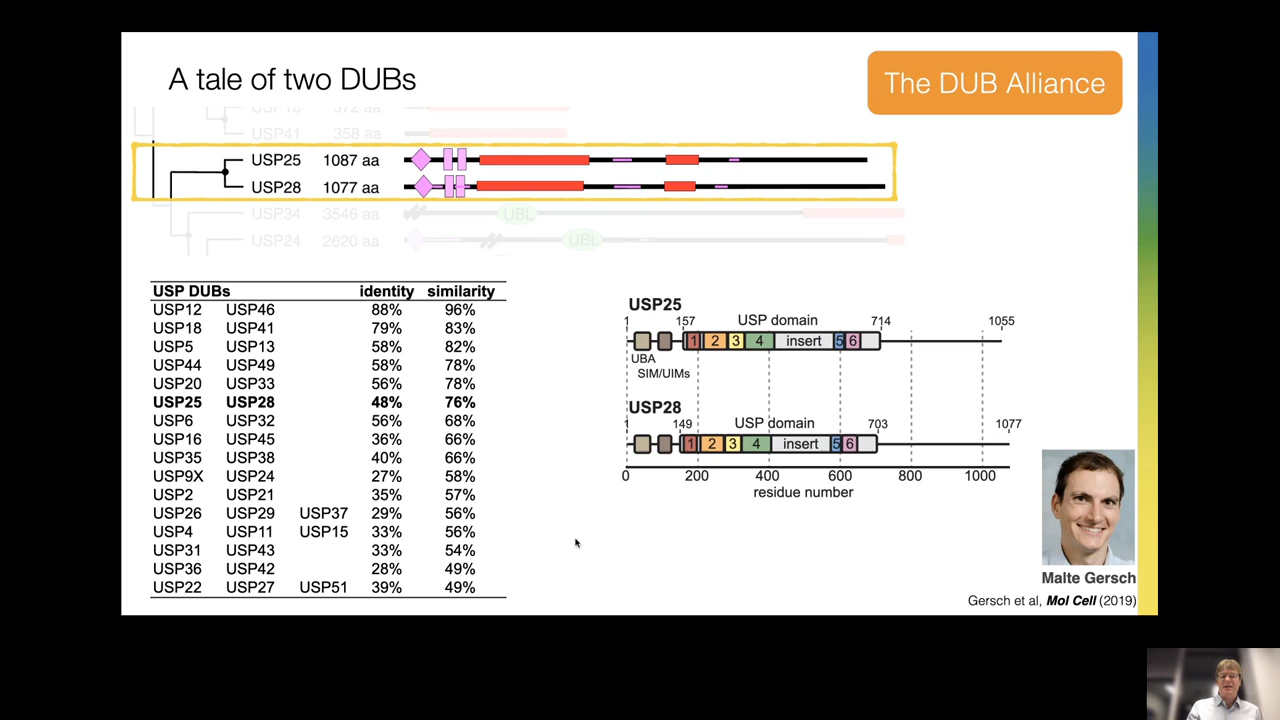 A tale of two DUBs
The DUB Alliance
USP41 358 aa
USP25 1087 aa
USP28 1077 aa
USP34 3546 aa UBL
USP24 2620 aa UBL
USP DUBs identity similarity
USP12 USP46 88% 96%
USP18 USP41 79% 83%
USP5 USP13 58% 82%
USP44 USP49 58% 78%
USP20 USP33 56% 78%
USP25 USP28 48% 76%
USP6 USP32 56% 68%
USP16 USP45 36% 66%
USP35 USP38 40% 66%
USP9X USP24 27% 58%
USP2 USP21 35% 57%
USP26 USP29 USP37 29% 56%
USP4 USP11 USP15 33% 56%
USP31 USP43 33% 54%
USP36 USP42 28% 49%
USP22 USP27 USP51 39% 49%
USP25
1 157 USP domain 714 1055
1 2 3 4 insert 5 6
UBA
SIM/UIMs
USP28
1 149 USP domain 703 1077
1 2 3 4 insert 5 6
0 200 400 600 800 1000
residue number
Malte Gersch
Gersch et al, Mol Cell (2019)